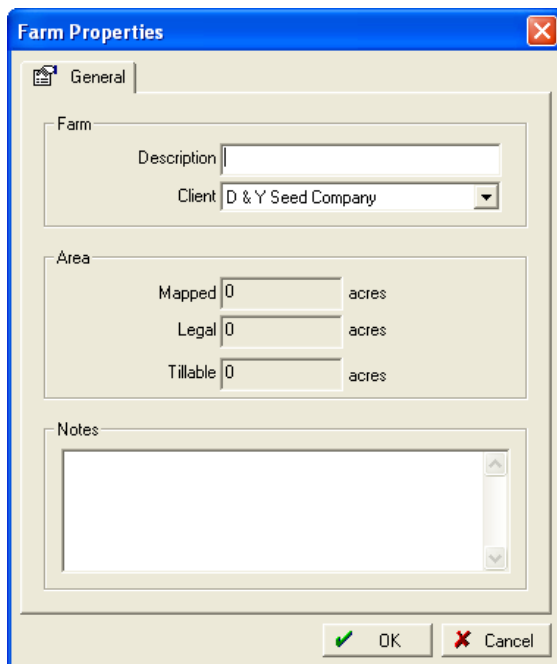 Farm Properties
General
Farm
Description
Client D & Y Seed Company
Area
Mapped 0 acres
Legal 0 acres
Tillable 0 acres
Notes
OK Cancel